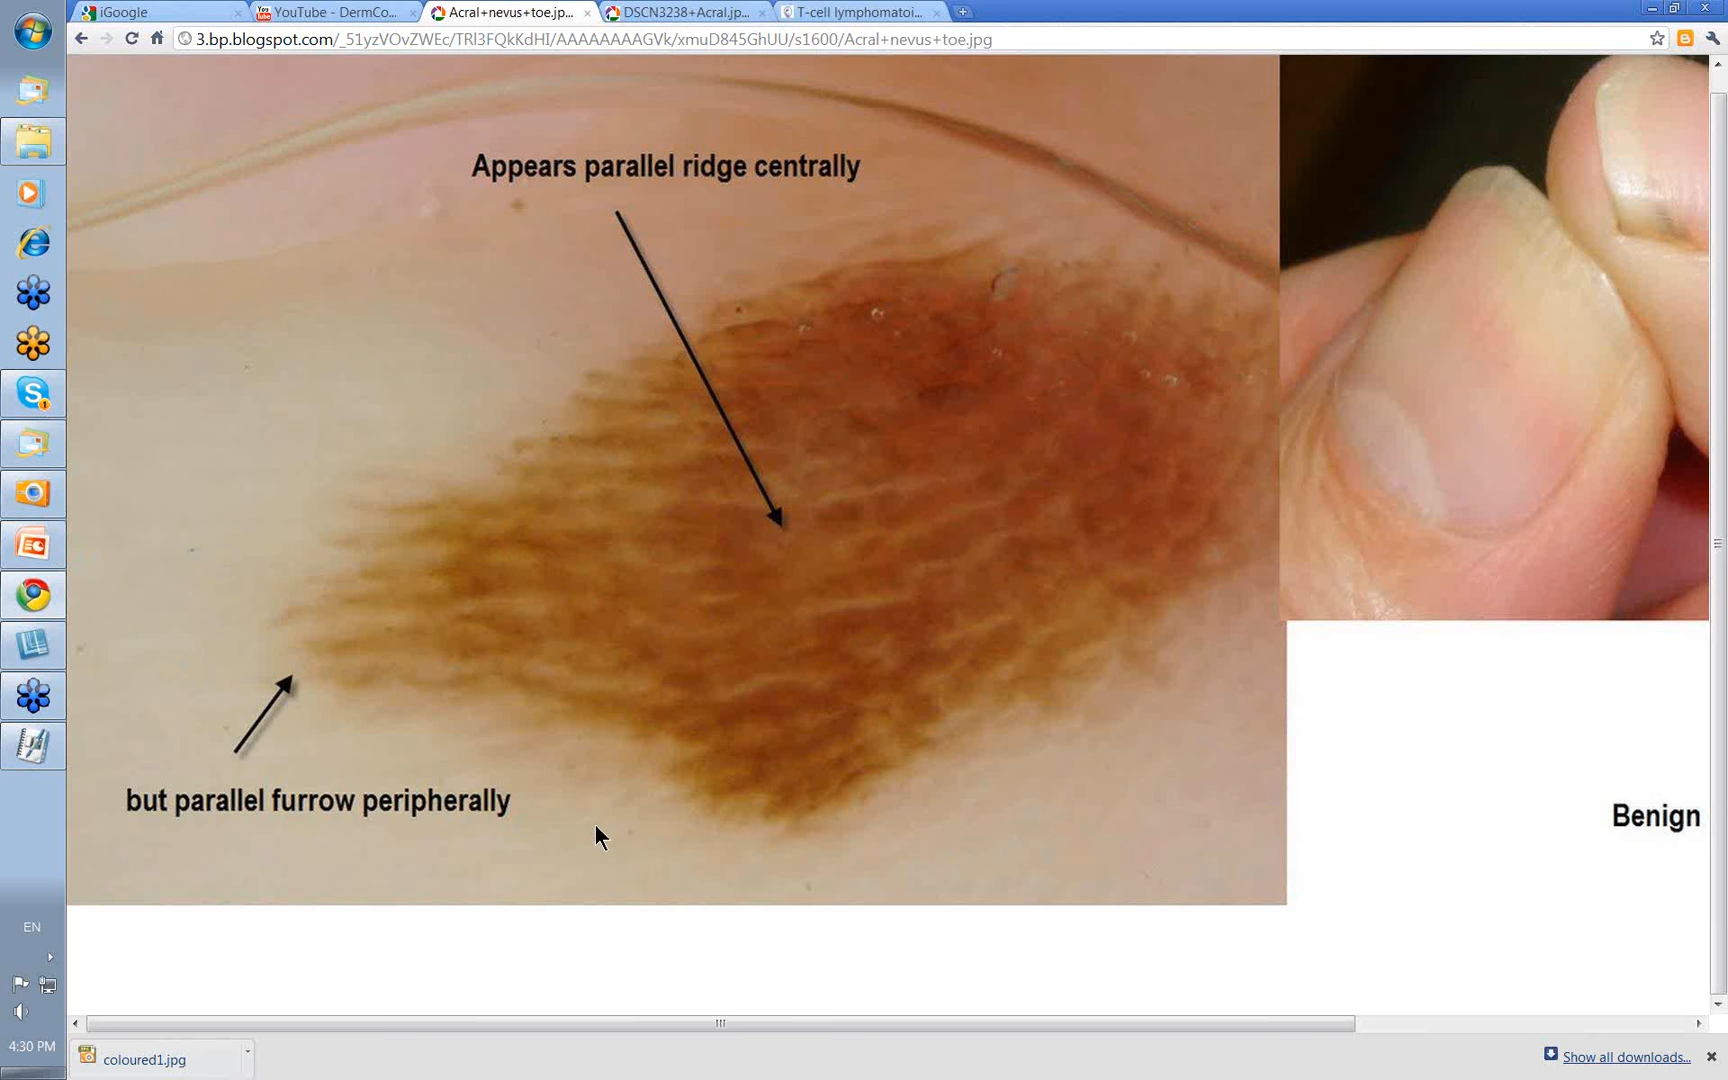 iGoogle
YouTube - DermCo...
Acral+nevus+toe.jp...
DSCN3238+Acral.jp...
T-cell lymphomatoi...
3.bp.blogspot.com/_51yzVOvZWEc/TRl3FQkKdHI/AAAAAAAAGVk/xmuD845GhUU/s1600/Acral+nevus+toe.jpg
Appears parallel ridge centrally
but parallel furrow peripherally
Benign
EN
4:30 PM
coloured1.jpg
Show all downloads...